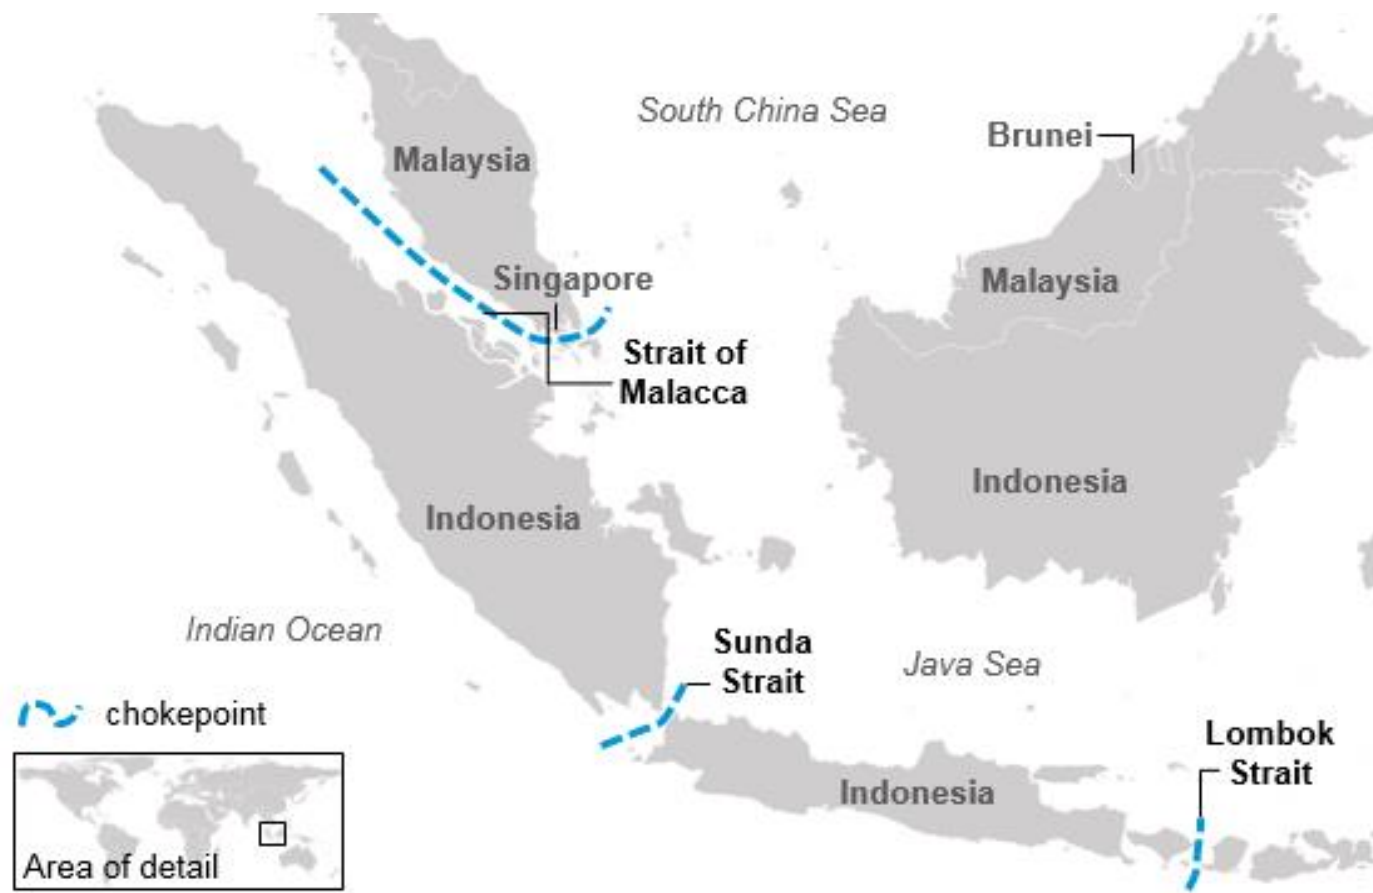 South China Sea
Brunei
Malaysia
Singapore
Malaysia
Strait of
Malacca
Indonesia
Indonesia
Indian Ocean
Sunda
Strait
Java Sea
chokepoint
Lombok
Strait
Indonesia
Area of detail